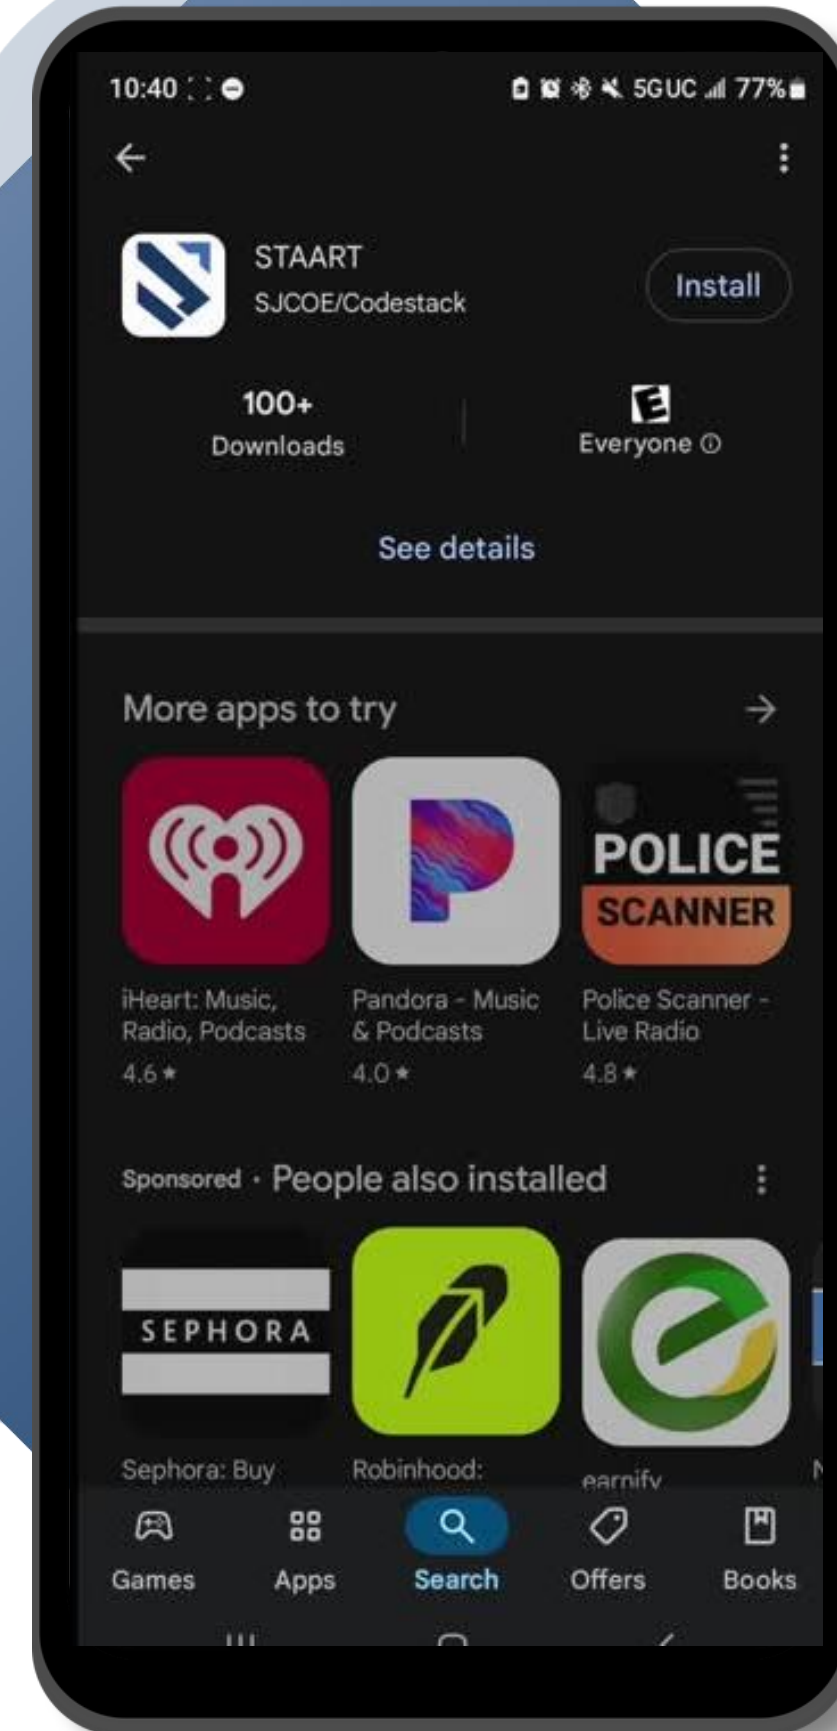 10:40 5GUC 77%
STAART
SJCOE/Codestack
Install
100+
Downloads
E
Everyone
See details
More apps to try
POLICE
SCANNER
iHeart: Music,
Radio, Podcasts
4.6★
Pandora - Music
& Podcasts
4.0★
Police Scanner -
Live Radio
4.8★
Sponsored · People also installed
SEPHORA
Sephora: Buy
Robinhood:
earnify
Games
Apps
Search
Offers
Books